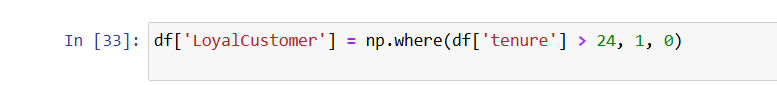 In [33]: df['LoyalCustomer'] = np.where(df['tenure'] > 24, 1, 0)